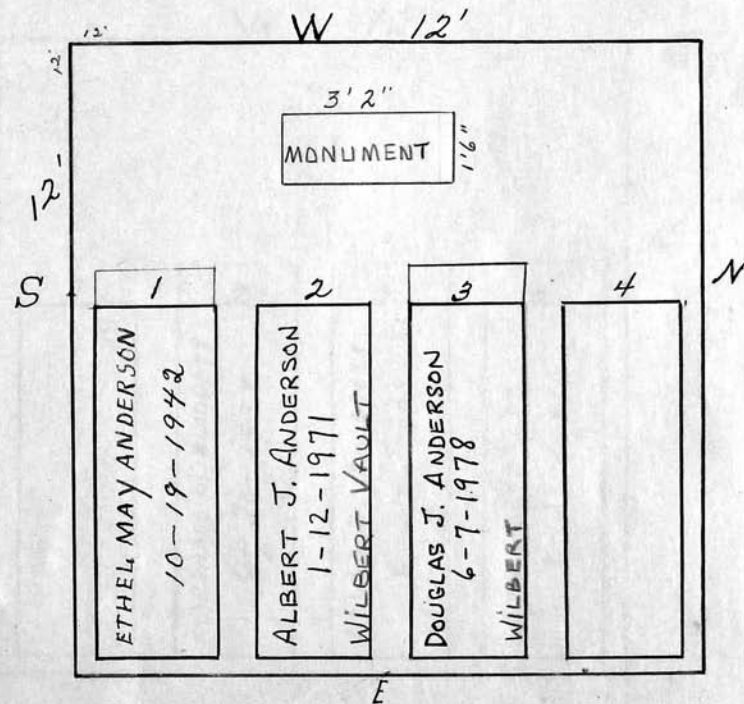 12'
W 12'
12'
3' 2"
MONUMENT
1'6"
12'
S
N
1
2
3
4
ETHEL MAY ANDERSON
10-19-1942
ALBERT J. ANDERSON
1-12-1971
WILBERT VAULT
DOUGLAS J. ANDERSON
6-7-1978
WILBERT
E